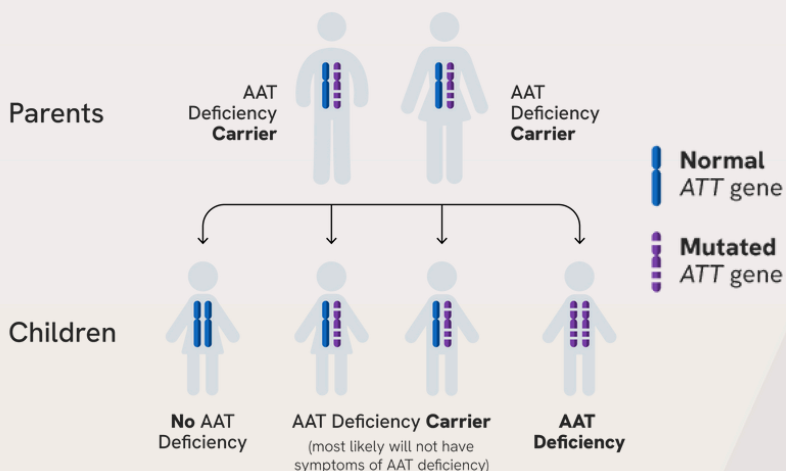 Parents
AAT
Deficiency
Carrier
AAT
Deficiency
Carrier
Normal
ATT gene
Mutated
ATT gene
Children
No AAT
Deficiency
AAT Deficiency Carrier
(most likely will not have
symptoms of AAT deficiency)
AAT
Deficiency